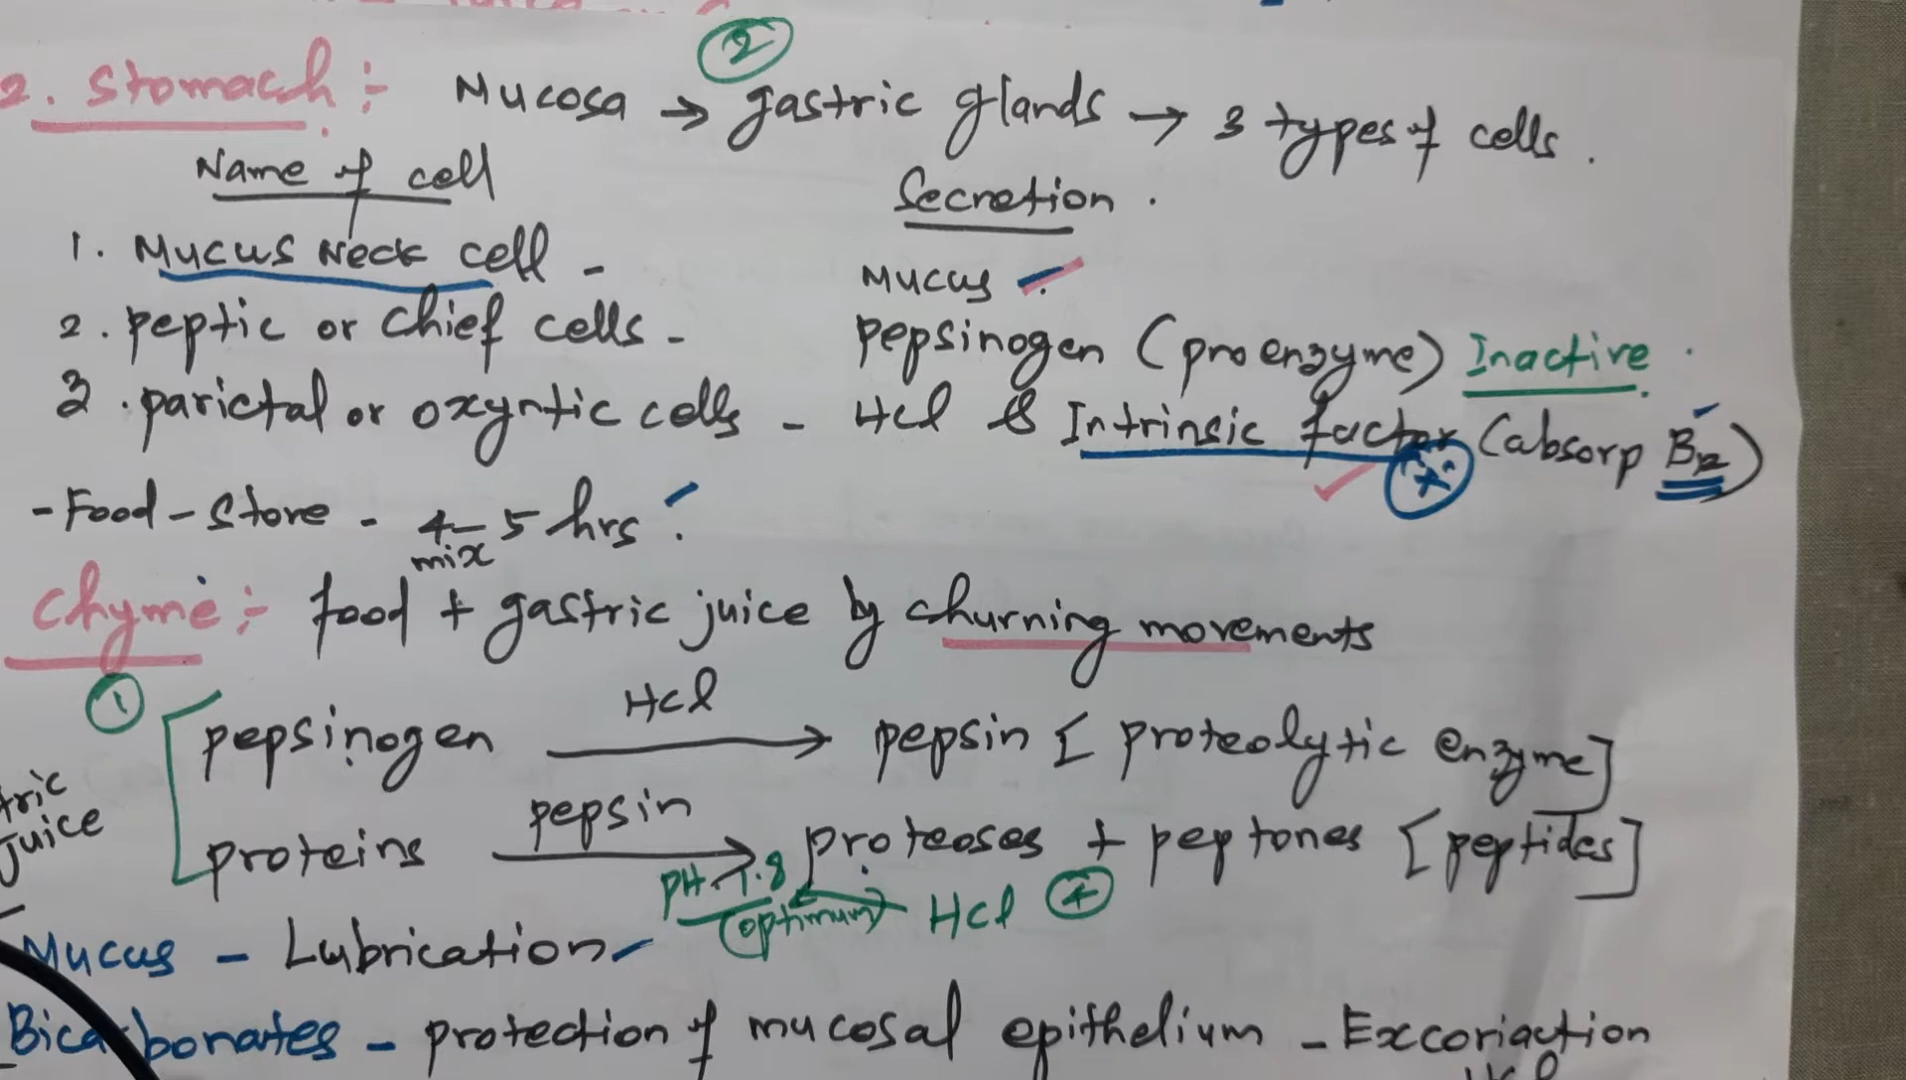 2
2. Stomach :- Mucosa → gastric glands → 3 types of cells.
Name of cell Secretion.
1. Mucus Neck cell - Mucus
2. peptic or chief cells - pepsinogen (proenzyme) Inactive.
3. parietal or oxyntic cells - HCl & Intrinsic factor (absorp B12)
- Food - Store - 4-5 hrs.
mix
Chyme :- food + gastric juice by churning movements
1
pepsinogen HCl → pepsin [proteolytic enzyme]
tric
juice
proteins pepsin → proteoses + peptones [peptides]
pH-1.8
(optimum) HCl 4
Mucus - Lubrication
Bicarbonates - protection of mucosal epithelium - Excoriaction
HCl